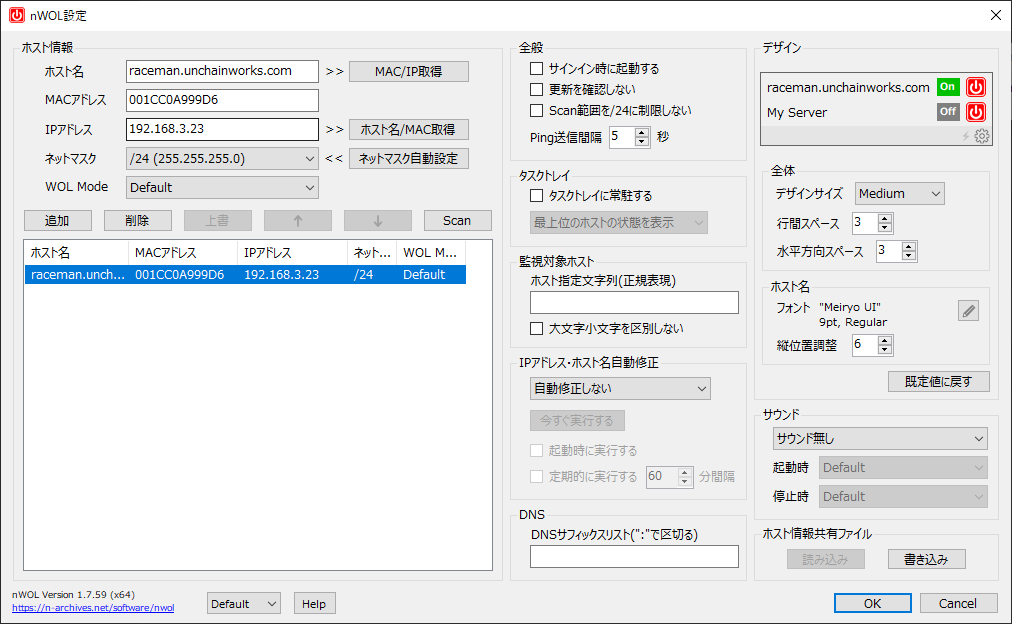 nWOL設定
ホスト情報
ホスト名
raceman.unchainworks.com
>>
MAC/IP取得
MACアドレス
001CC0A999D6
IPアドレス
192.168.3.23
>>
ホスト名/MAC取得
ネットマスク
/24 (255.255.255.0)
<<
ネットマスク自動設定
WOL Mode
Default
追加
削除
上書
↑
↓
Scan
ホスト名 MACアドレス IPアドレス ネット... WOL M...
raceman.unch... 001CC0A999D6 192.168.3.23 /24 Default
全般
サインイン時に起動する
更新を確認しない
Scan範囲を/24に制限しない
Ping送信間隔 5 秒
タスクトレイ
タスクトレイに常駐する
最上位のホストの状態を表示
監視対象ホスト
ホスト指定文字列(正規表現)
大文字小文字を区別しない
IPアドレス・ホスト名自動修正
自動修正しない
今すぐ実行する
起動時に実行する
定期的に実行する 60 分間隔
DNS
DNSサフィックスリスト(":"で区切る)
デザイン
raceman.unchainworks.com On
My Server Off
全体
デザインサイズ Medium
行間スペース 3
水平方向スペース 3
ホスト名
フォント "Meiryo UI"
9pt, Regular
縦位置調整 6
既定値に戻す
サウンド
サウンド無し
起動時 Default
停止時 Default
ホスト情報共有ファイル
読み込み
書き込み
nWOL Version 1.7.59 (x64)
https://n-archives.net/software/nwol
Default
Help
OK
Cancel